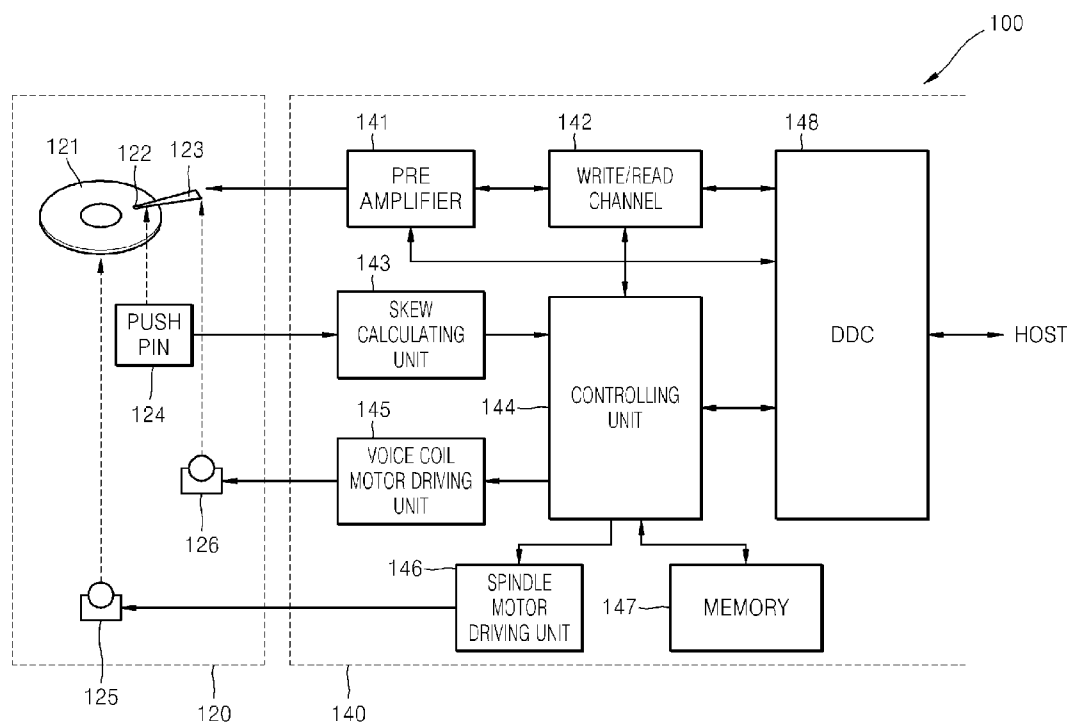 100
141
142
148
121
122
123
PRE
AMPLIFIER
WRITE/READ
CHANNEL
143
PUSH
PIN
SKEW
CALCULATING
UNIT
DDC
HOST
124
144
CONTROLLING
UNIT
145
VOICE COIL
MOTOR DRIVING
UNIT
126
146
SPINDLE
MOTOR
DRIVING UNIT
147
MEMORY
125
120
140